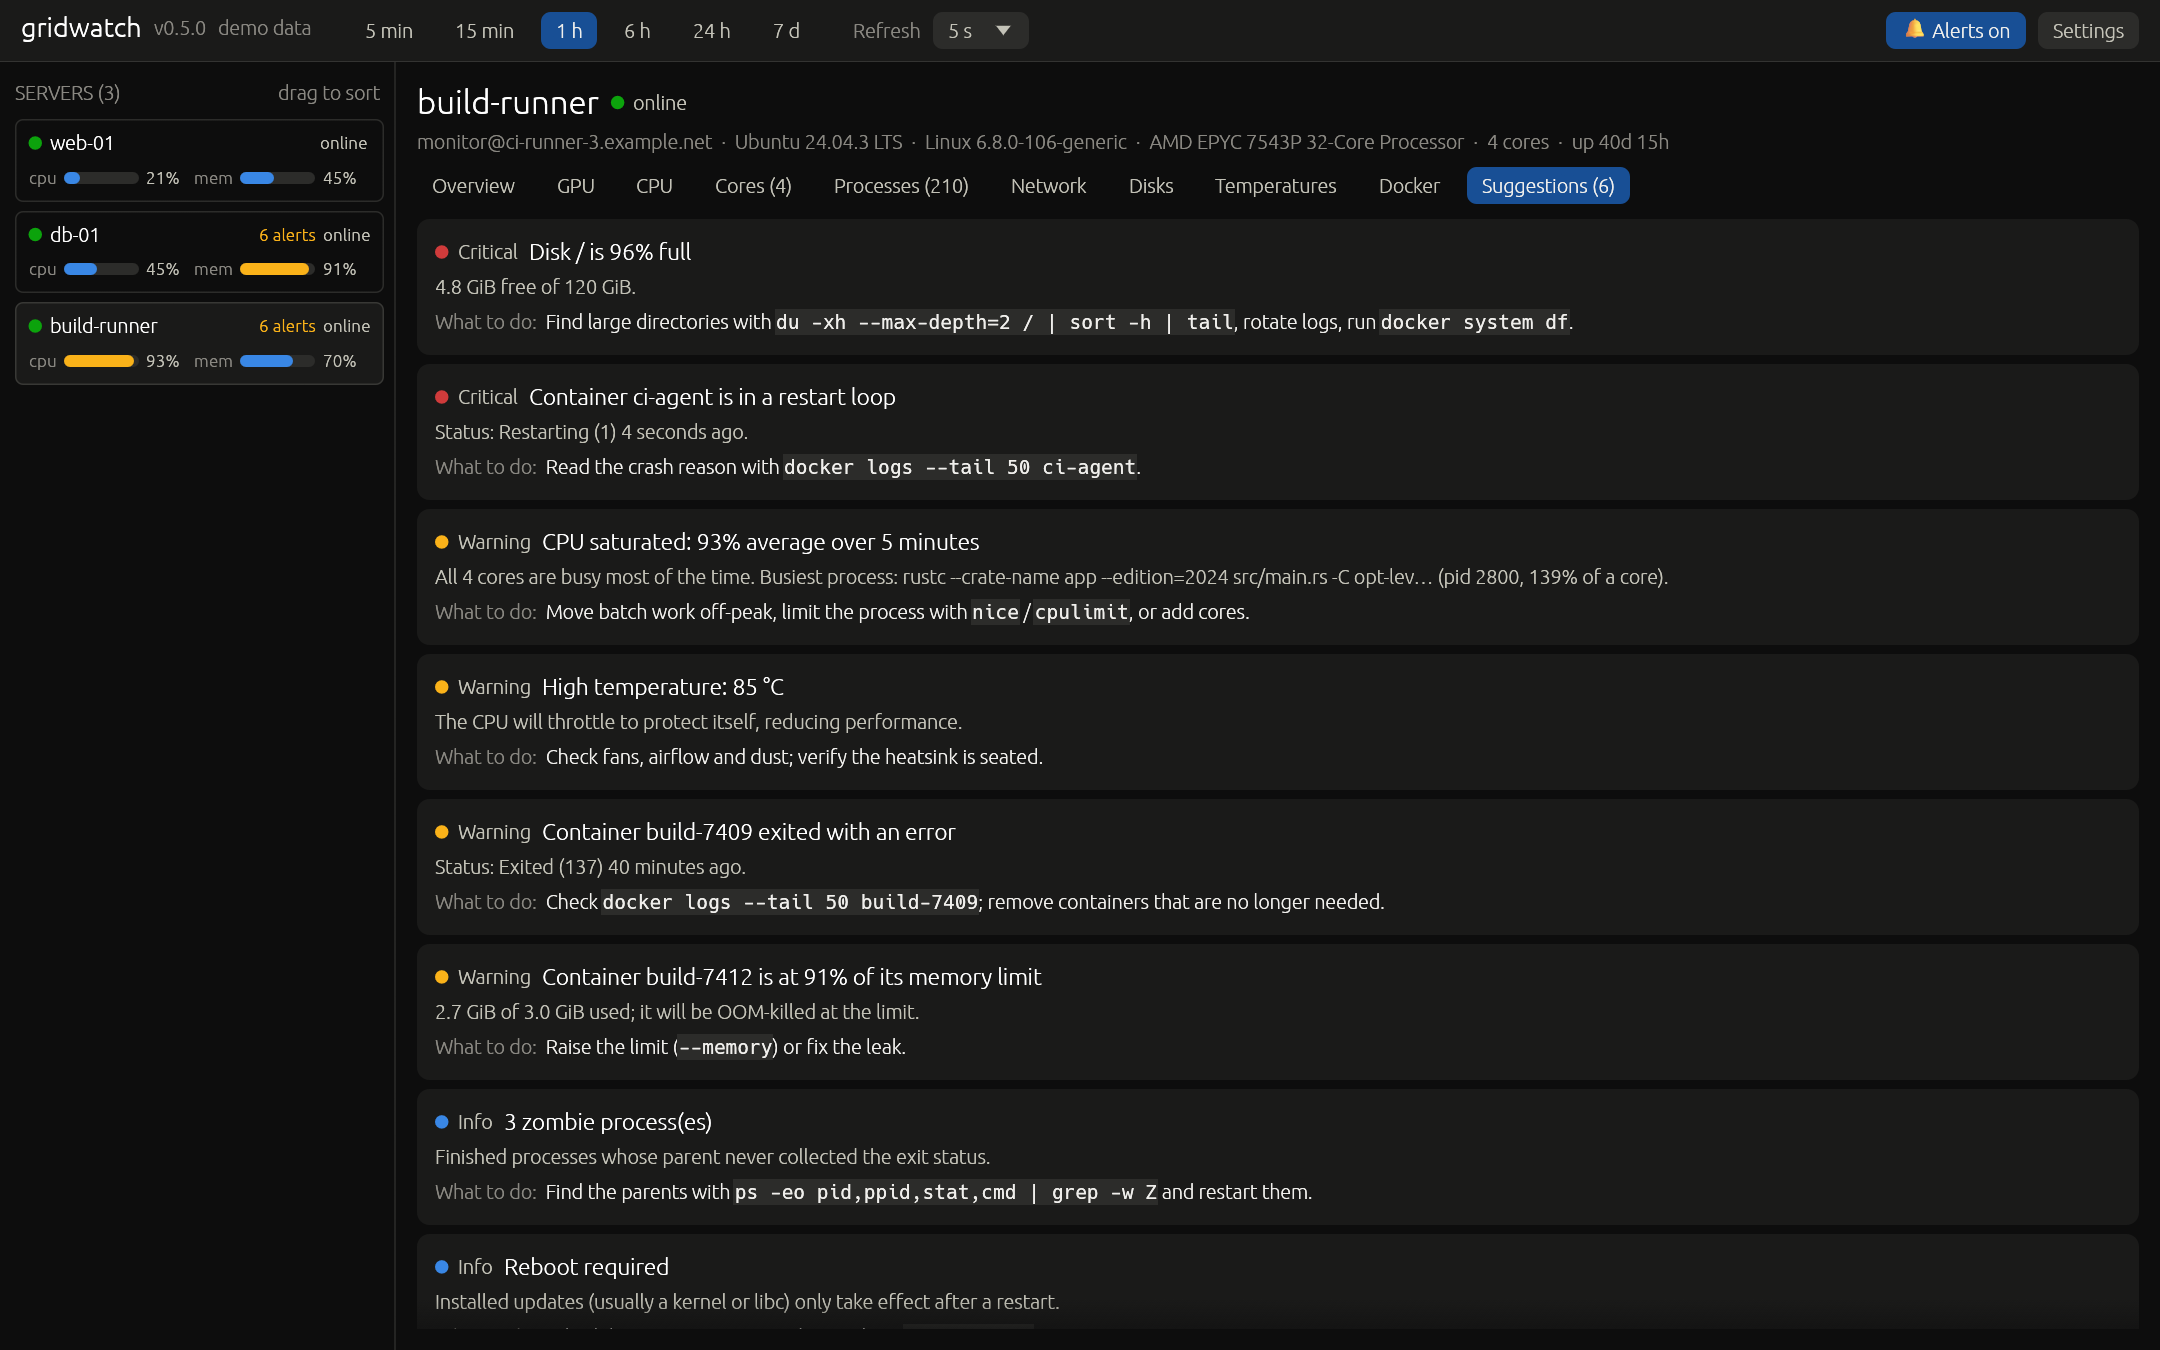 gridwatch v0.5.0 demo data 5 min 15 min 1 h 6 h 24 h 7 d Refresh 5 s 🔔 Alerts on Settings
SERVERS (3) drag to sort
web-01 online
cpu 21% mem 45%
db-01 6 alerts online
cpu 45% mem 91%
build-runner 6 alerts online
cpu 93% mem 70%
build-runner online
monitor@ci-runner-3.example.net · Ubuntu 24.04.3 LTS · Linux 6.8.0-106-generic · AMD EPYC 7543P 32-Core Processor · 4 cores · up 40d 15h
Overview GPU CPU Cores (4) Processes (210) Network Disks Temperatures Docker Suggestions (6)
Critical Disk / is 96% full
4.8 GiB free of 120 GiB.
What to do: Find large directories with du -xh --max-depth=2 / | sort -h | tail, rotate logs, run docker system df.
Critical Container ci-agent is in a restart loop
Status: Restarting (1) 4 seconds ago.
What to do: Read the crash reason with docker logs --tail 50 ci-agent.
Warning CPU saturated: 93% average over 5 minutes
All 4 cores are busy most of the time. Busiest process: rustc --crate-name app --edition=2024 src/main.rs -C opt-lev… (pid 2800, 139% of a core).
What to do: Move batch work off-peak, limit the process with nice / cpulimit, or add cores.
Warning High temperature: 85 °C
The CPU will throttle to protect itself, reducing performance.
What to do: Check fans, airflow and dust; verify the heatsink is seated.
Warning Container build-7409 exited with an error
Status: Exited (137) 40 minutes ago.
What to do: Check docker logs --tail 50 build-7409; remove containers that are no longer needed.
Warning Container build-7412 is at 91% of its memory limit
2.7 GiB of 3.0 GiB used; it will be OOM-killed at the limit.
What to do: Raise the limit (--memory) or fix the leak.
Info 3 zombie process(es)
Finished processes whose parent never collected the exit status.
What to do: Find the parents with ps -eo pid,ppid,stat,cmd | grep -w Z and restart them.
Info Reboot required
Installed updates (usually a kernel or libc) only take effect after a restart.